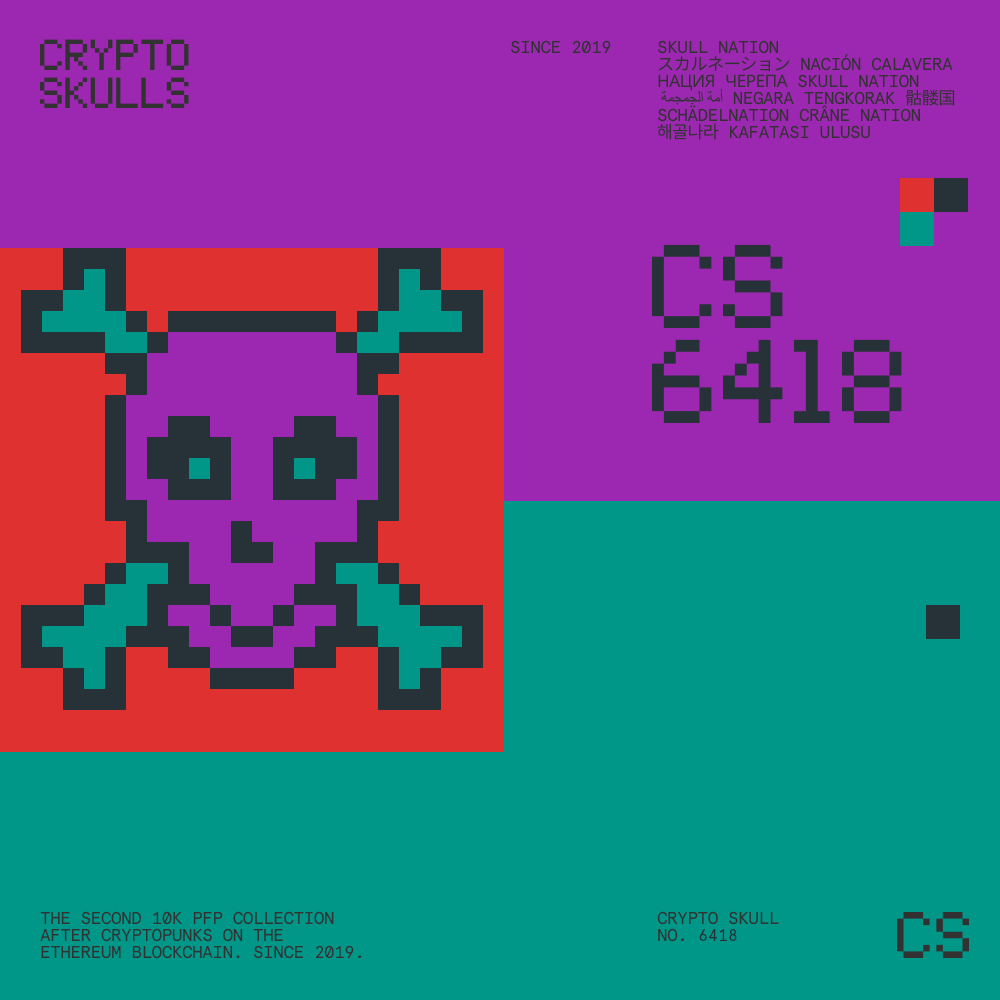 CRYPTO
SKULLS
SINCE 2019
SKULL NATION
スカルネーション NACIÓN CALAVERA
НАЦИЯ ЧЕРЕПА SKULL NATION
أمة الجمجمة NEGARA TENGKORAK 骷髅国
SCHÄDELNATION CRÂNE NATION
해골나라 KAFATASI ULUSU
CS
6418
THE SECOND 10K PFP COLLECTION
AFTER CRYPTOPUNKS ON THE
ETHEREUM BLOCKCHAIN. SINCE 2019.
CRYPTO SKULL
NO. 6418
CS